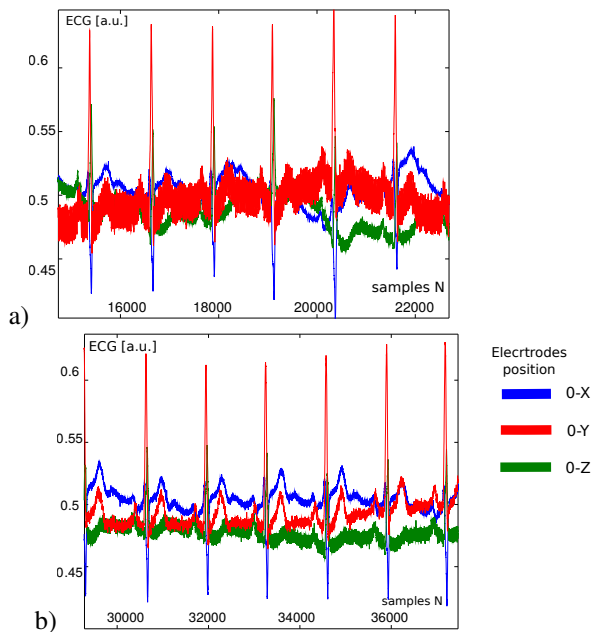 ECG [a.u.]
0.6
0.55
0.5
0.45
samples N
16000 18000 20000 22000
a)
ECG [a.u.]
0.6
0.55
0.5
0.45
samples N
30000 32000 34000 36000
b)
Elecrtrodes
position
0-X
0-Y
0-Z